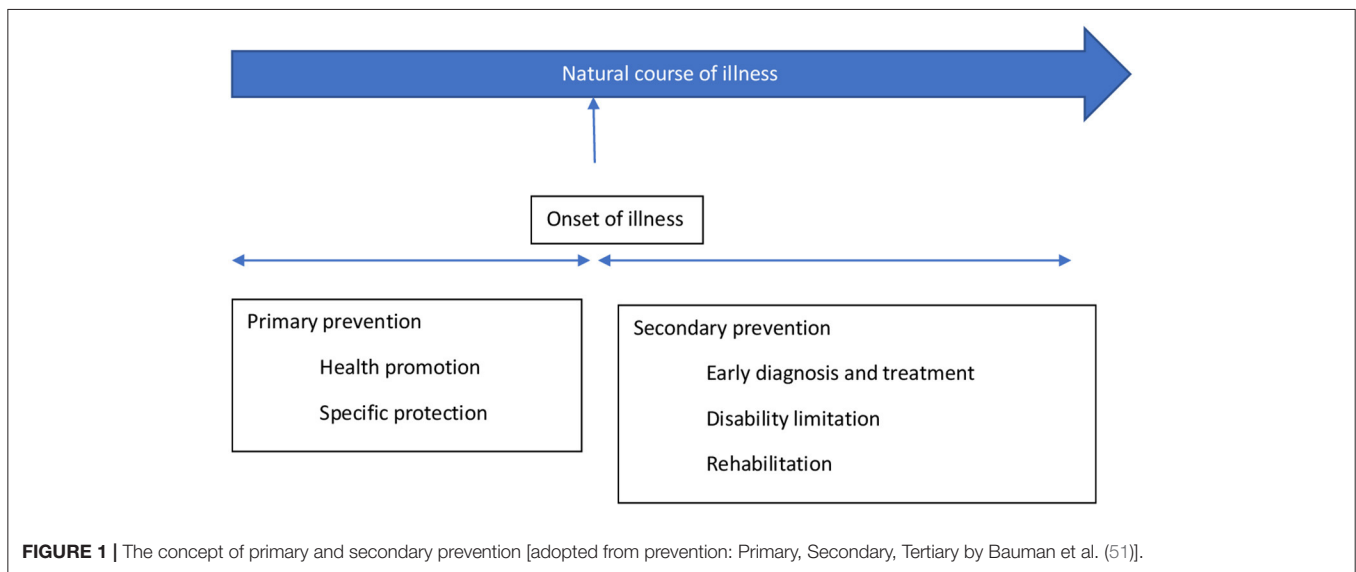 Natural course of illness
Onset of illness
Primary prevention
Health promotion
Specific protection
Secondary prevention
Early diagnosis and treatment
Disability limitation
Rehabilitation
FIGURE 1 | The concept of primary and secondary prevention [adopted from prevention: Primary, Secondary, Tertiary by Bauman et al. (51)].